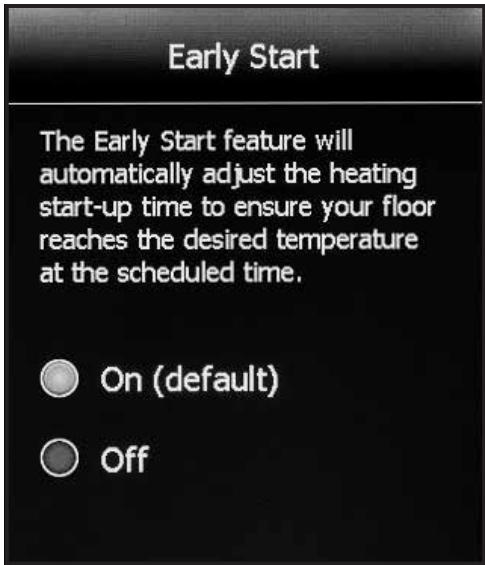 Early Start
The Early Start feature will
automatically adjust the heating
start-up time to ensure your floor
reaches the desired temperature
at the scheduled time.
On (default)
Off